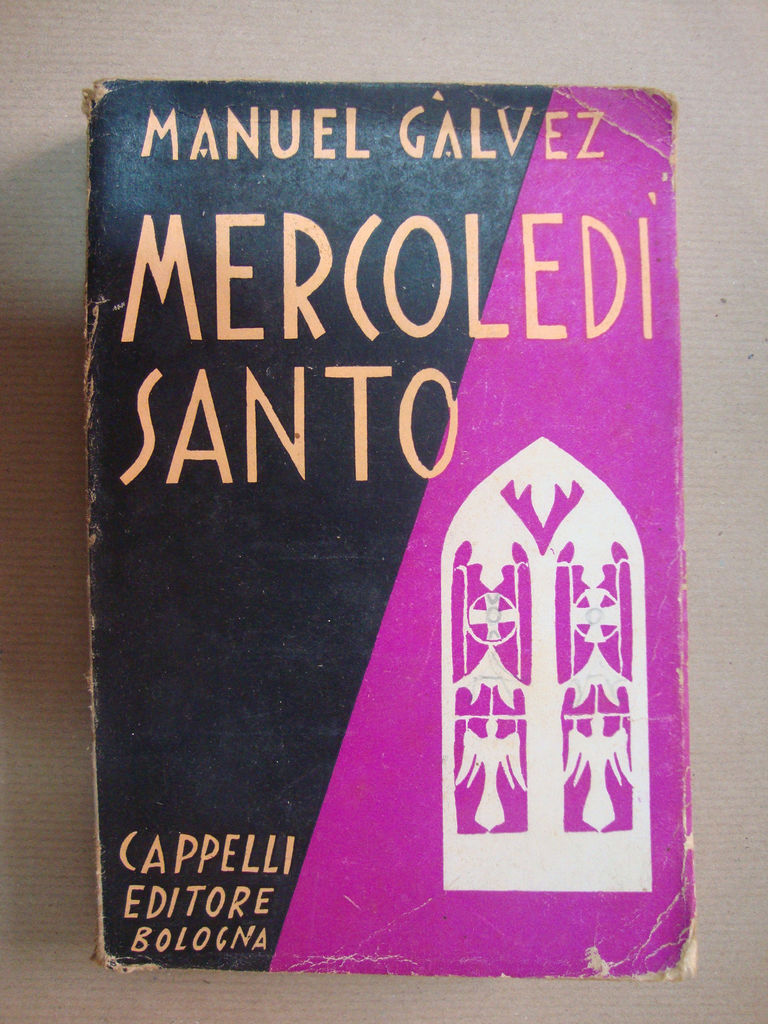 MANUEL GÀLVEZ
MERCOLEDÌ
SANTO
CAPPELLI
EDITORE
BOLOGNA